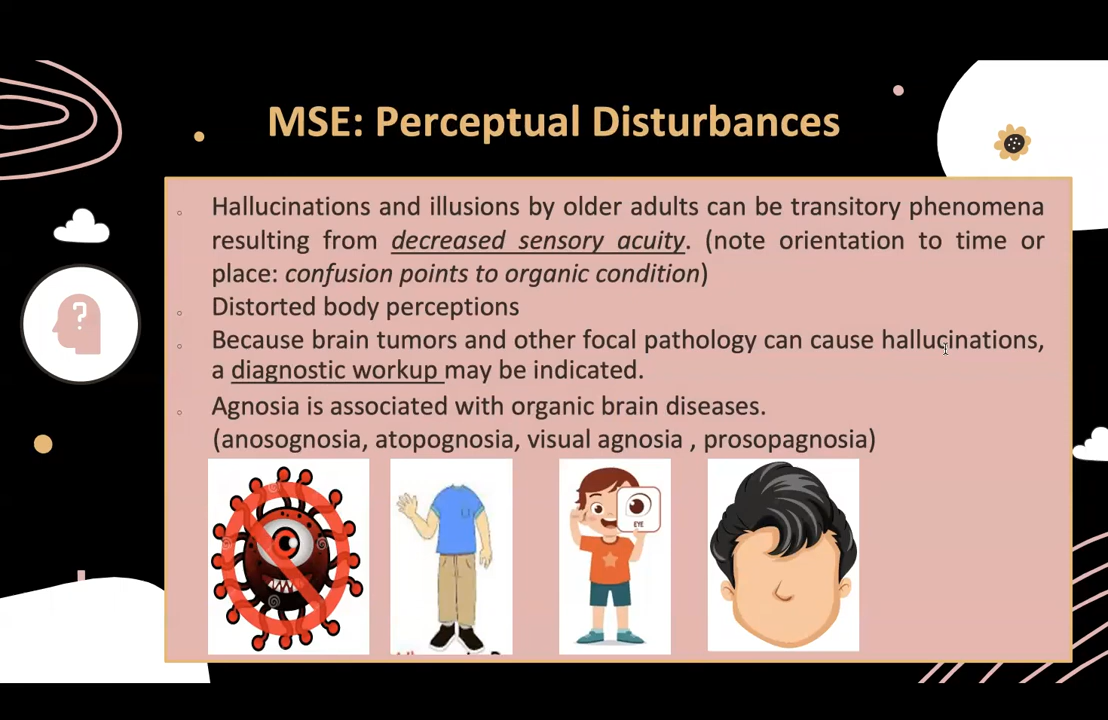 MSE: Perceptual Disturbances
Hallucinations and illusions by older adults can be transitory phenomena
resulting from decreased sensory acuity. (note orientation to time or
place: confusion points to organic condition)
Distorted body perceptions
Because brain tumors and other focal pathology can cause hallucinations,
a diagnostic workup may be indicated.
Agnosia is associated with organic brain diseases.
(anosognosia, atopognosia, visual agnosia , prosopagnosia)
?
EYE